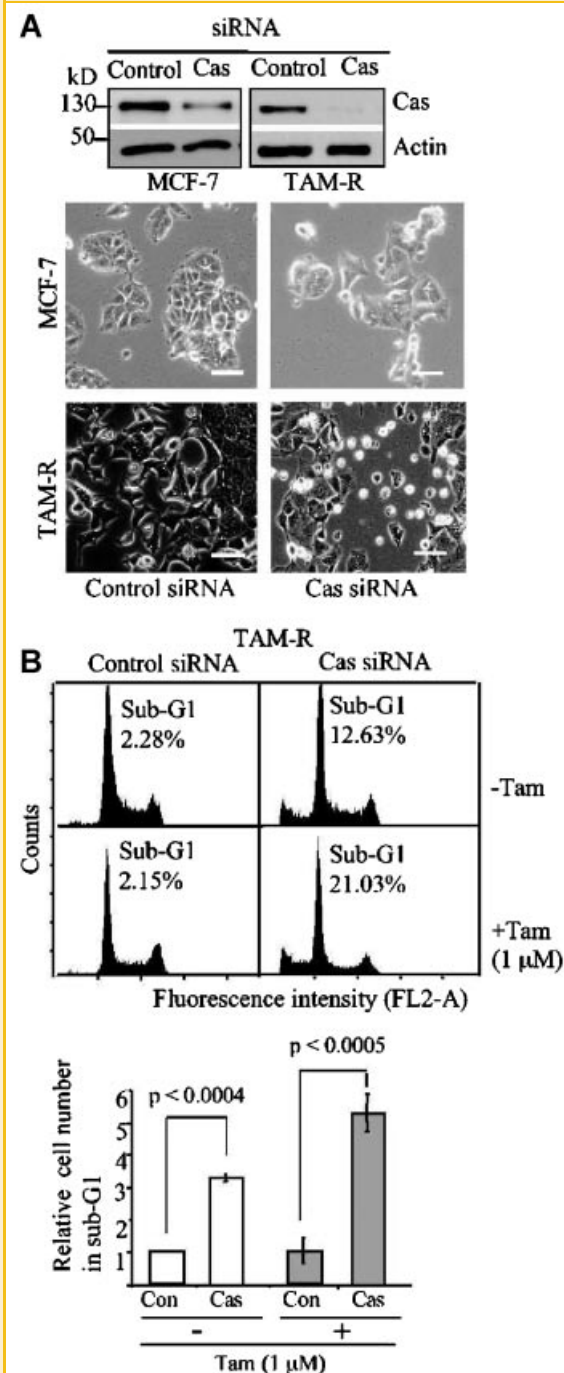 A
siRNA
kD Control Cas Control Cas
130 Cas
50 Actin
MCF-7 TAM-R
MCF-7
TAM-R
Control siRNA Cas siRNA
B
TAM-R
Control siRNA Cas siRNA
Sub-G1 Sub-G1
2.28% 12.63%
-Tam
Sub-G1 Sub-G1
2.15% 21.03%
+Tam
(1 μM)
Counts
Fluorescence intensity (FL2-A)
p < 0.0005
p < 0.0004
Relative cell number
in sub-G1
6
5
4
3
2
1
Con Cas Con Cas
- +
Tam (1 μM)